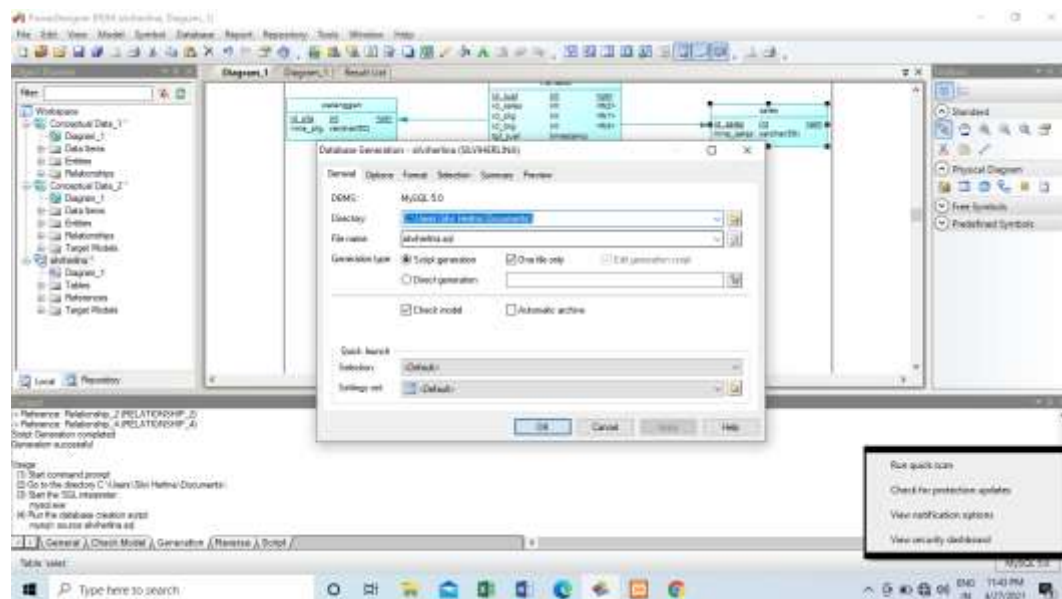 PowerDesigner
File Edit View Model Symbol Database Report Repository Tools Window Help
Diagram_1
Diagram_1
Result List
Filter:
Workspace
Conceptual Data_1 *
Diagram_1
Data Items
Entities
Relationships
Conceptual Data_2 *
Diagram_1
Data Items
Entities
Relationships
Target Models
silviherlina *
Diagram_1
Tables
References
Target Models
Local
Repository
pelanggan
sales
Standard
Physical Diagram
Free Symbols
Predefined Symbols
Database Generation - silviherlina (SILVIHERLINA)
General Options Format Selection Summary Preview
DBMS: MySQL 5.0
Directory:
File name: silviherlina.sql
Generation type: Script generation
One file only
Edit generation script
Direct generation
Check model
Automatic archive
Quick launch
Selection: <Default>
Settings set: <Default>
OK
Cancel
Apply
Help
-> Reference: Relationship_2 (RELATIONSHIP_2)
-> Reference: Relationship_4 (RELATIONSHIP_4)
Script Generation completed
Generation successful
Usage:
(1) Start command prompt
(2) Go to the directory C:\Users\Silvi Herlina\Documents\
(3) Start the SQL interpreter:
mysql.exe
(4) Run the database creation script:
mysql> source silviherlina.sql
General
Check Model
Generation
Reverse
Script
Run quick scan
Check for protection updates
View notification options
View security dashboard
MySQL 5.0
Type here to search
ENG
IN
11:43 PM
4/27/2021